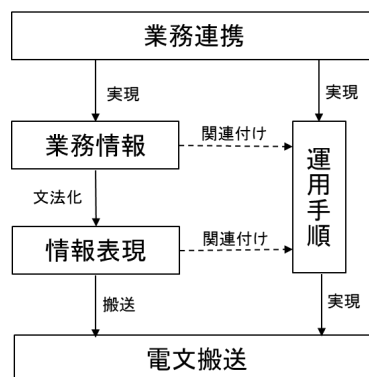 業務連携
実現
実現
業務情報
関連付け
運用手順
文法化
情報表現
関連付け
搬送
実現
電文搬送